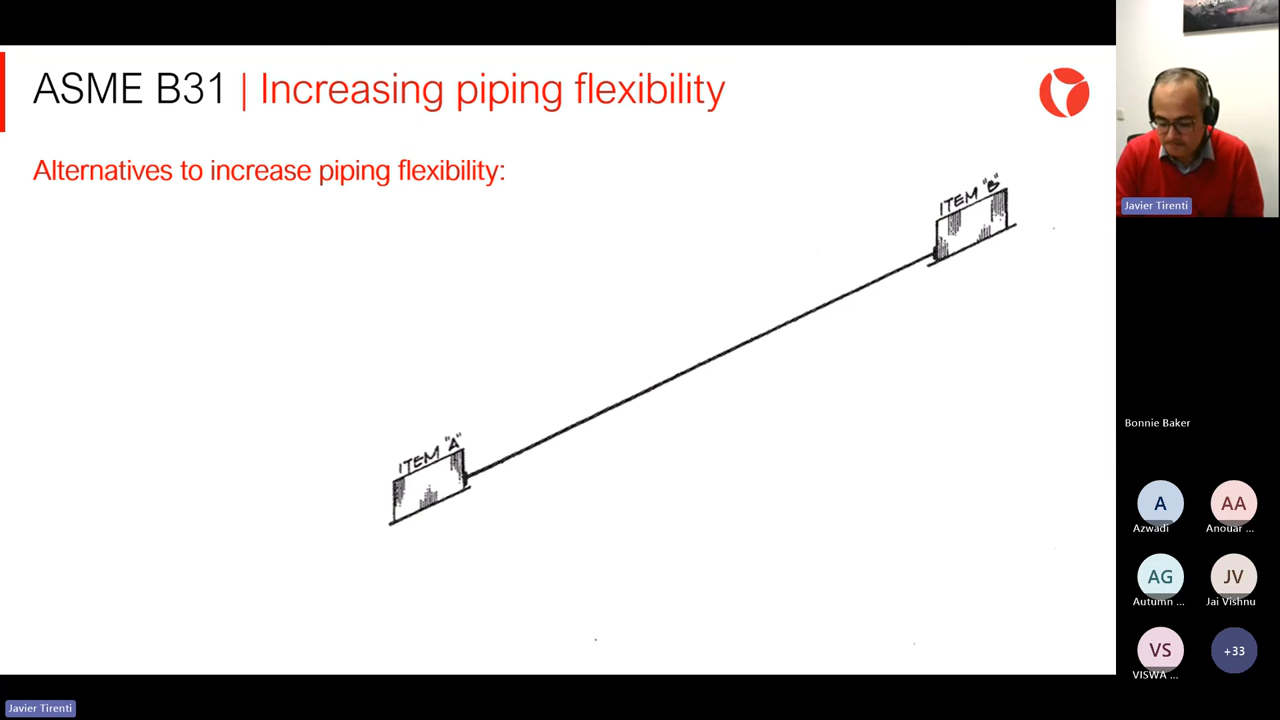 ASME B31 | Increasing piping flexibility
Alternatives to increase piping flexibility:
ITEM "B"
ITEM "A"
Javier Tirenti
Bonnie Baker
A
AA
Azwadi
Anouar ...
AG
JV
Autumn ...
Jai Vishnu
VS
+33
VISWA ...
Javier Tirenti